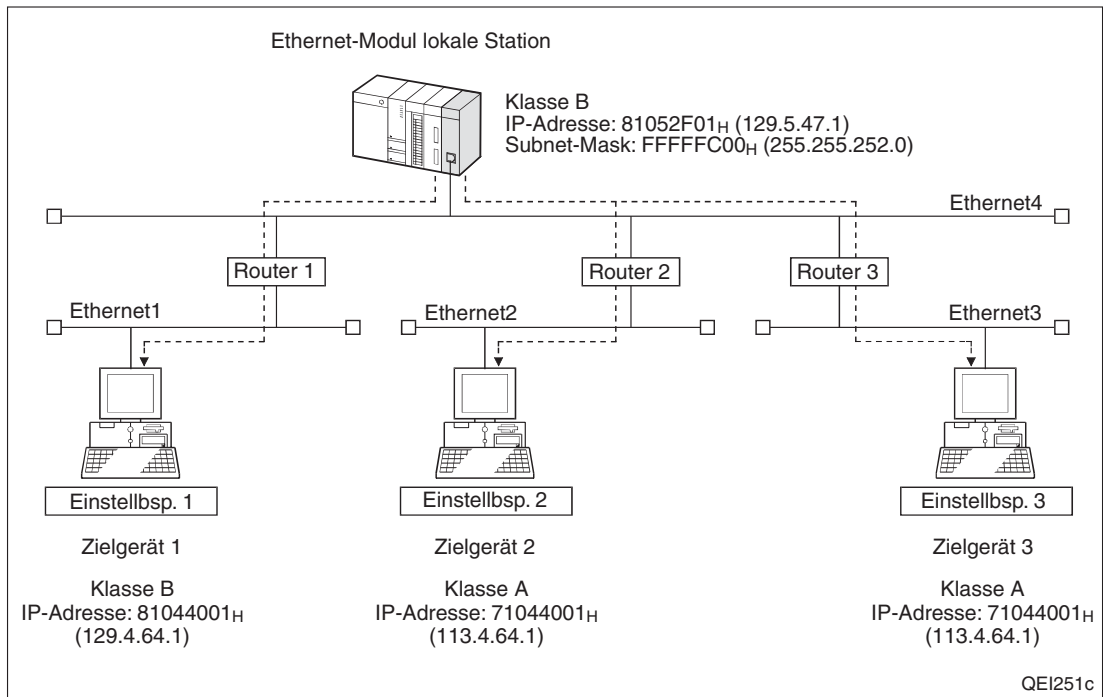 Ethernet-Modul lokale Station
Klasse B
IP-Adresse: 81052F01H (129.5.47.1)
Subnet-Mask: FFFFFC00H (255.255.252.0)
Ethernet4
Router 1
Router 2
Router 3
Ethernet1
Ethernet2
Ethernet3
Einstellbsp. 1
Einstellbsp. 2
Einstellbsp. 3
Zielgerät 1
Zielgerät 2
Zielgerät 3
Klasse B
IP-Adresse: 81044001H
(129.4.64.1)
Klasse A
IP-Adresse: 71044001H
(113.4.64.1)
Klasse A
IP-Adresse: 71044001H
(113.4.64.1)
QEI251c